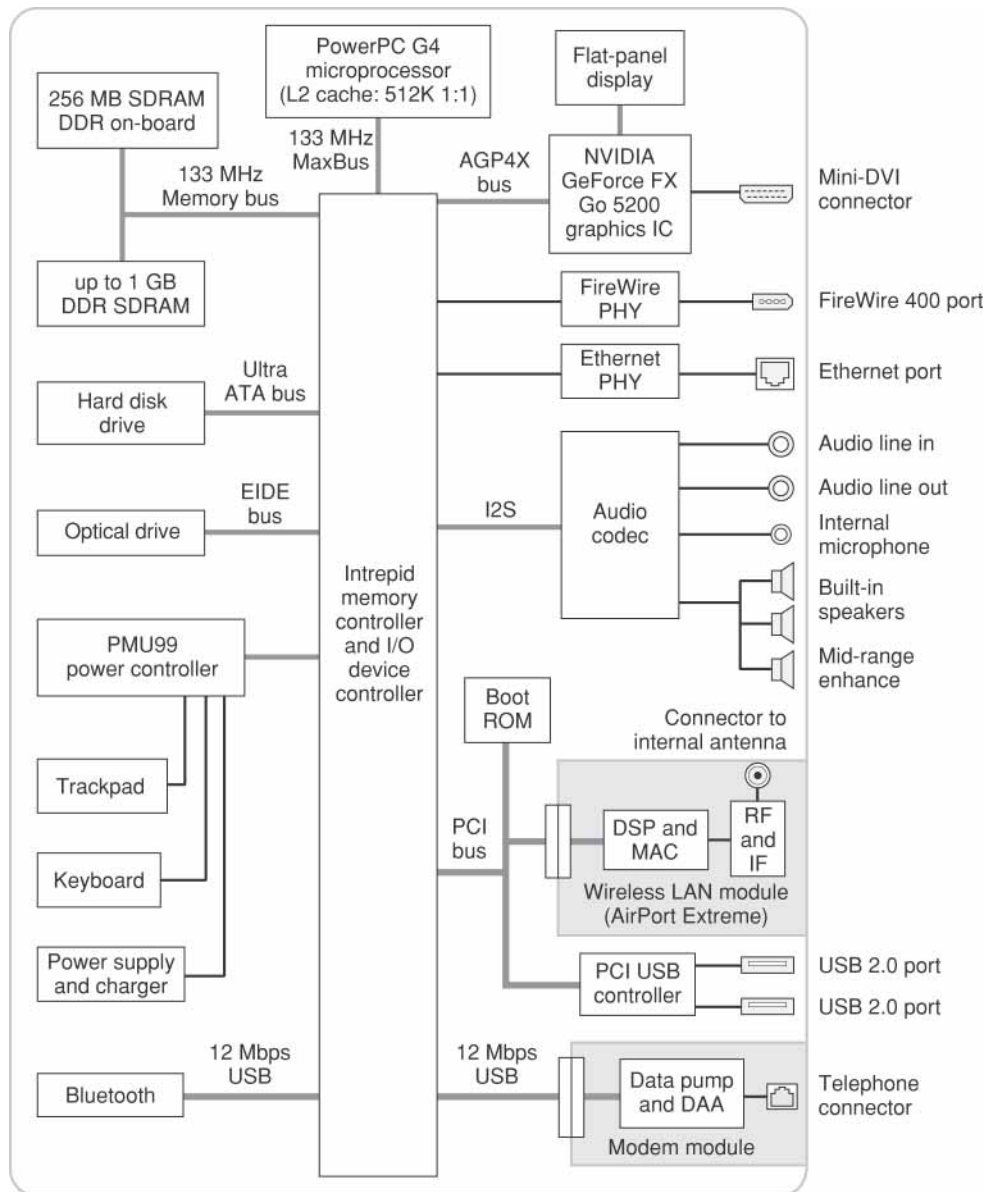 PowerPC G4
microprocessor
(L2 cache: 512K 1:1)
Flat-panel
display
256 MB SDRAM
DDR on-board
133 MHz
MaxBus
133 MHz
Memory bus
AGP4X
bus
NVIDIA
GeForce FX
Go 5200
graphics IC
Mini-DVI
connector
up to 1 GB
DDR SDRAM
FireWire
PHY
FireWire 400 port
Ethernet
PHY
Ethernet port
Ultra
ATA bus
Hard disk
drive
Audio line in
Audio line out
Internal
microphone
Built-in
speakers
Mid-range
enhance
I2S
Audio
codec
EIDE
bus
Optical drive
Intrepid
memory
controller
and I/O
device
controller
PMU99
power controller
Trackpad
Keyboard
Power supply
and charger
Boot
ROM
Connector to
internal antenna
PCI
bus
DSP and
MAC
RF
and
IF
Wireless LAN module
(AirPort Extreme)
PCI USB
controller
USB 2.0 port
USB 2.0 port
12 Mbps
USB
Bluetooth
12 Mbps
USB
Data pump
and DAA
Modem module
Telephone
connector